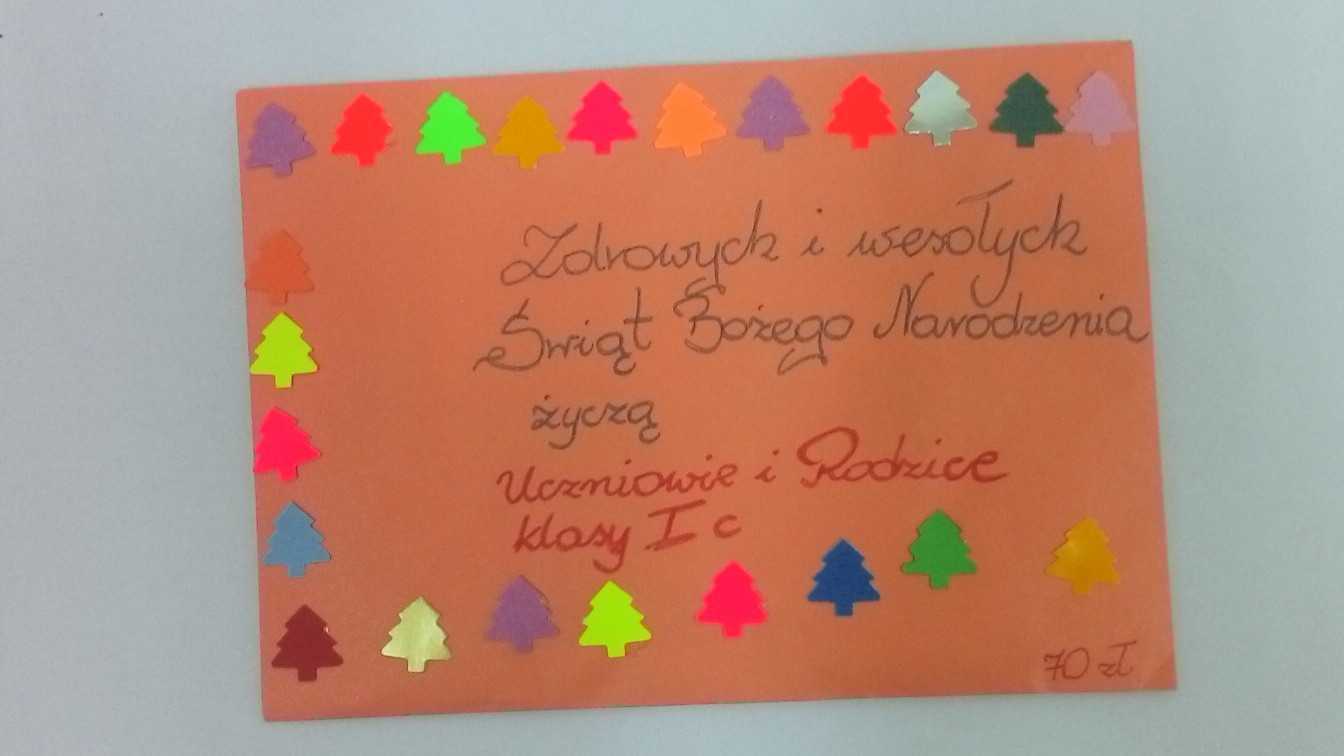 Zdrowych i wesołych
Świąt Bożego Narodzenia
życzą
Uczniowie i Rodzice
klasy I c
70 zł